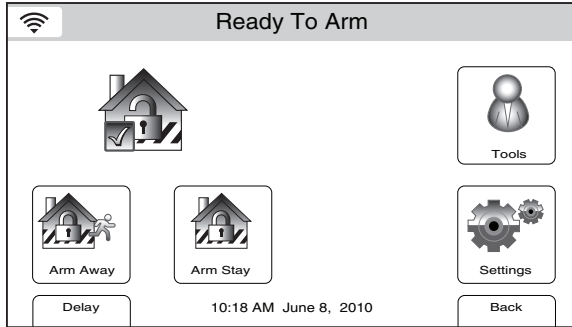 Ready To Arm
Tools
Arm Away
Arm Stay
Settings
Delay
10:18 AM June 8, 2010
Back